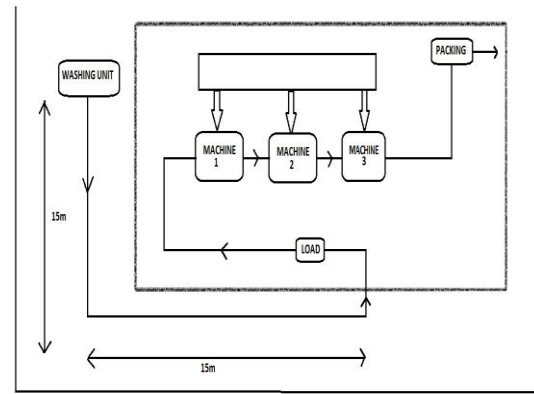 PACKING
WASHING UNIT
MACHINE
1
MACHINE
2
MACHINE
3
15m
LOAD
15m